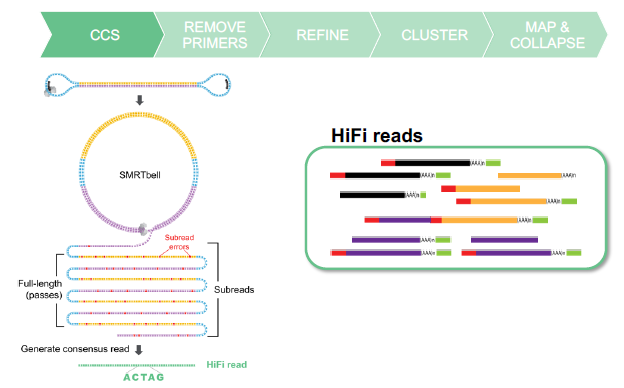 CCS
REMOVE
PRIMERS
REFINE
CLUSTER
MAP &
COLLAPSE
SMRTbell
Subread
errors
Full-length
(passes)
Subreads
Generate consensus read
HiFi read
ACTAG
HiFi reads
(AAA)n
(AAA)n
(AAA)n
(AAA)n
(AAA)n
(AAA)n
(AAA)n
(AAA)n
(AAA)n